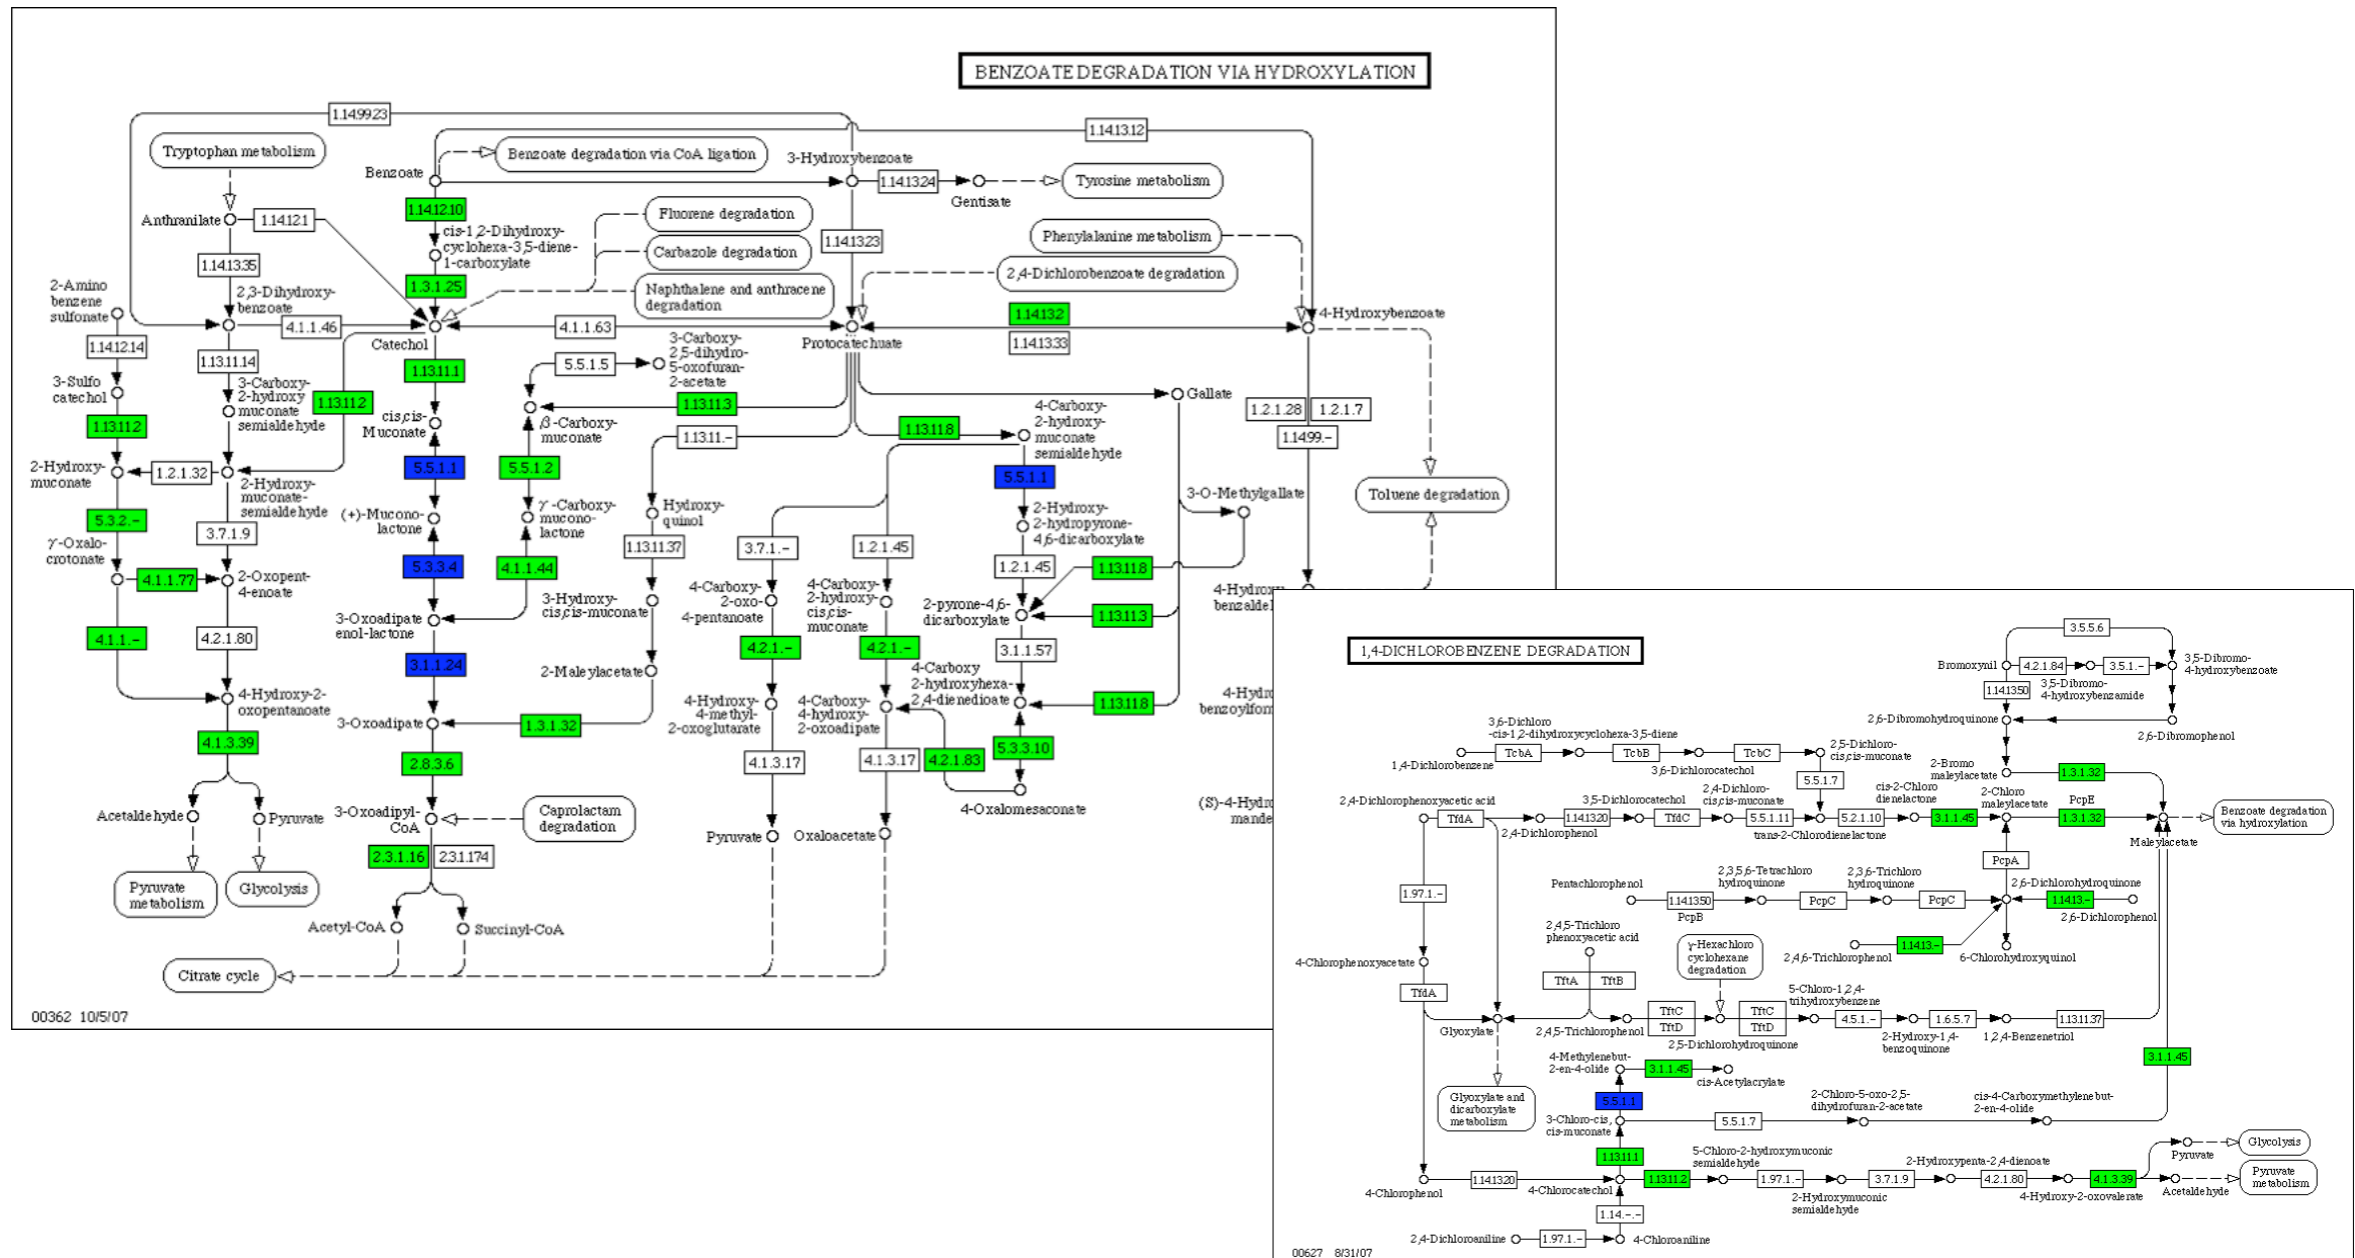 BENZOATE DEGRADATION VIA HYDROXYLATION
1.14.99.23
1.14.13.12
Tryptophan metabolism
Benzoate degradation via CoA ligation
Benzoate
3-Hydroxybenzoate
1.14.13.24
Gentisate
Tyrosine metabolism
1.14.12.10
Anthranilate
1.14.12.1
Fluorene degradation
cis-1,2-Dihydroxy-
cyclohexa-3,5-diene-
1-carboxylate
Carbazole degradation
1.14.13.23
Phenylalanine metabolism
1.14.13.35
2,4-Dichlorobenzoate degradation
1.3.1.25
Naphthalene and anthracene
degradation
2-Amino
benzene
sulfonate
2,3-Dihydroxy-
benzoate
4.1.1.46
Catechol
4.1.1.63
Protocatechuate
1.14.13.2
1.14.13.33
4-Hydroxybenzoate
1.14.12.14
1.13.11.14
1.13.11.1
5.5.1.5
3-Carboxy-
2,5-dihydro-
5-oxofuran-
2-acetate
3-Sulfo
catechol
3-Carboxy-
2-hydroxy
muconate
semialdehyde
1.13.11.2
1.13.11.3
Gallate
1.13.11.2
cis,cis-
Muconate
β-Carboxy-
muconate
1.13.11.-
1.13.11.8
4-Carboxy-
2-hydroxy-
muconate
semialdehyde
1.2.1.28
1.2.1.7
1.14.99.-
2-Hydroxy-
muconate
1.2.1.32
2-Hydroxy-
muconate-
semialdehyde
5.5.1.1
5.5.1.2
5.5.1.1
3-O-Methylgallate
Toluene degradation
5.3.2.-
(+)-Mucono-
lactone
γ-Carboxy-
mucono-
lactone
Hydroxy-
quinol
2-Hydroxy-
2-hydropyrone-
4,6-dicarboxylate
γ-Oxalo-
crotonate
3.7.1.9
1.13.11.37
3.7.1.-
1.2.1.45
4.1.1.77
2-Oxopent-
4-enoate
5.3.3.4
4.1.1.44
1.2.1.45
1.13.11.8
3-Hydroxy-
cis,cis-muconate
4-Carboxy-
2-oxo-
4-pentanoate
4-Carboxy-
2-hydroxy-
cis,cis-
muconate
2-pyrone-4,6-
dicarboxylate
1.13.11.3
4-Hydroxy
benzalde
3-Oxoadipate
enol-lactone
4.1.1.-
4.2.1.80
3.1.1.24
2-Maleylacetate
4.2.1.-
4.2.1.-
3.1.1.57
4-Carboxy
2-hydroxyhexa-
2,4-dienedioate
1.13.11.8
4-Hydro
benzoylfom
4-Hydroxy-2-
oxopentanoate
3-Oxoadipate
1.3.1.32
4-Hydroxy-
4-methyl-
2-oxoglutarate
4-Carboxy-
4-hydroxy-
2-oxoadipate
5.3.3.10
4.1.3.39
2.8.3.6
4.1.3.17
4.1.3.17
4.2.1.83
4-Oxalomesaconate
(S)-4-Hydro
mande
Acetaldehyde
Pyruvate
3-Oxoadipyl-
CoA
Caprolactam
degradation
Pyruvate
Oxaloacetate
2.3.1.16
2.3.1.174
Pyruvate
metabolism
Glycolysis
Acetyl-CoA
Succinyl-CoA
Citrate cycle
00362 10/5/07
1,4-DICHLOROBENZENE DEGRADATION
3.5.5.6
Bromoxynil
4.2.1.84
3.5.1.-
3,5-Dibromo-
4-hydroxybenzoate
1.14.13.50
3,5-Dibromo-
4-hydroxybenzamide
2,6-Dibromohydroquinone
2,6-Dibromophenol
3,6-Dichloro
-cis-1,2-dihydroxycyclohexa-3,5-diene
1,4-Dichlorobenzene
TcbA
TcbB
3,6-Dichlorocatechol
TcbC
2,5-Dichloro-
cis,cis-muconate
5.5.1.7
2-Bromo
maleylacetate
1.3.1.32
2,4-Dichlorophenoxyacetic acid
TfdA
2,4-Dichlorophenol
1.14.13.20
3,5-Dichlorocatechol
TfdC
2,4-Dichloro-
cis,cis-muconate
5.5.1.11
trans-2-Chlorodienelactone
5.2.1.10
cis-2-Chloro
dienelactone
3.1.1.45
2-Chloro
maleylacetate
PcpE
1.3.1.32
Maleylacetate
Benzoate degradation
via hydroxylation
PcpA
1.97.1.-
Pentachlorophenol
1.14.13.50
PcpB
2,3,5,6-Tetrachloro
hydroquinone
PcpC
2,3,6-Trichloro
hydroquinone
PcpC
2,6-Dichlorohydroquinone
1.14.13.-
2,6-Dichlorophenol
2,4,5-Trichloro
phenoxyacetic acid
γ-Hexachloro
cyclohexane
degradation
1.14.13.-
2,4,6-Trichlorophenol
6-Chlorohydroxyquinol
4-Chlorophenoxyacetate
TfdA
TftA
TftB
Glyoxylate
2,4,5-Trichlorophenol
TftC
TftD
2,5-Dichlorohydroquinone
TftC
TftD
5-Chloro-1,2,4-
trihydroxybenzene
4.5.1.-
2-Hydroxy-1,4-
benzoquinone
1.6.5.7
1,2,4-Benzenetriol
1.13.11.37
4-Methylenebut-
2-en-4-olide
3.1.1.45
cis-Acetylacrylate
3.1.1.45
Glyoxylate and
dicarboxylate
metabolism
5.5.1.1
3-Chloro-cis,
cis-muconate
5.5.1.7
2-Chloro-5-oxo-2,5-
dihydrofuran-2-acetate
cis-4-Carboxymethylenebut-
2-en-4-olide
1.13.11.1
4-Chlorophenol
1.14.13.20
4-Chlorocatechol
1.13.11.2
5-Chloro-2-hydroxymuconic
semialdehyde
1.97.1.-
2-Hydroxymuconic
semialdehyde
3.7.1.9
2-Hydroxypenta-2,4-dienoate
4.2.1.80
4-Hydroxy-2-oxovalerate
4.1.3.39
Pyruvate
Glycolysis
Acetaldehyde
Pyruvate
metabolism
1.14.-.-
2,4-Dichloroaniline
1.97.1.-
4-Chloroaniline
00627 8/31/07